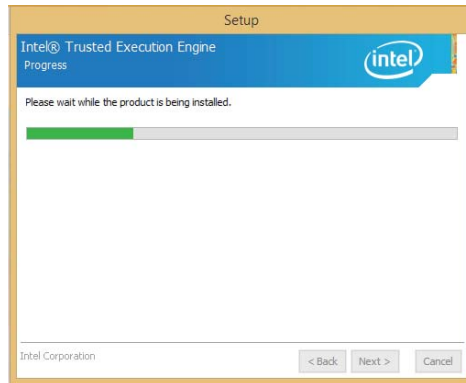 Setup
Intel® Trusted Execution Engine
Progress
intel
Please wait while the product is being installed.
Intel Corporation
< Back Next > Cancel